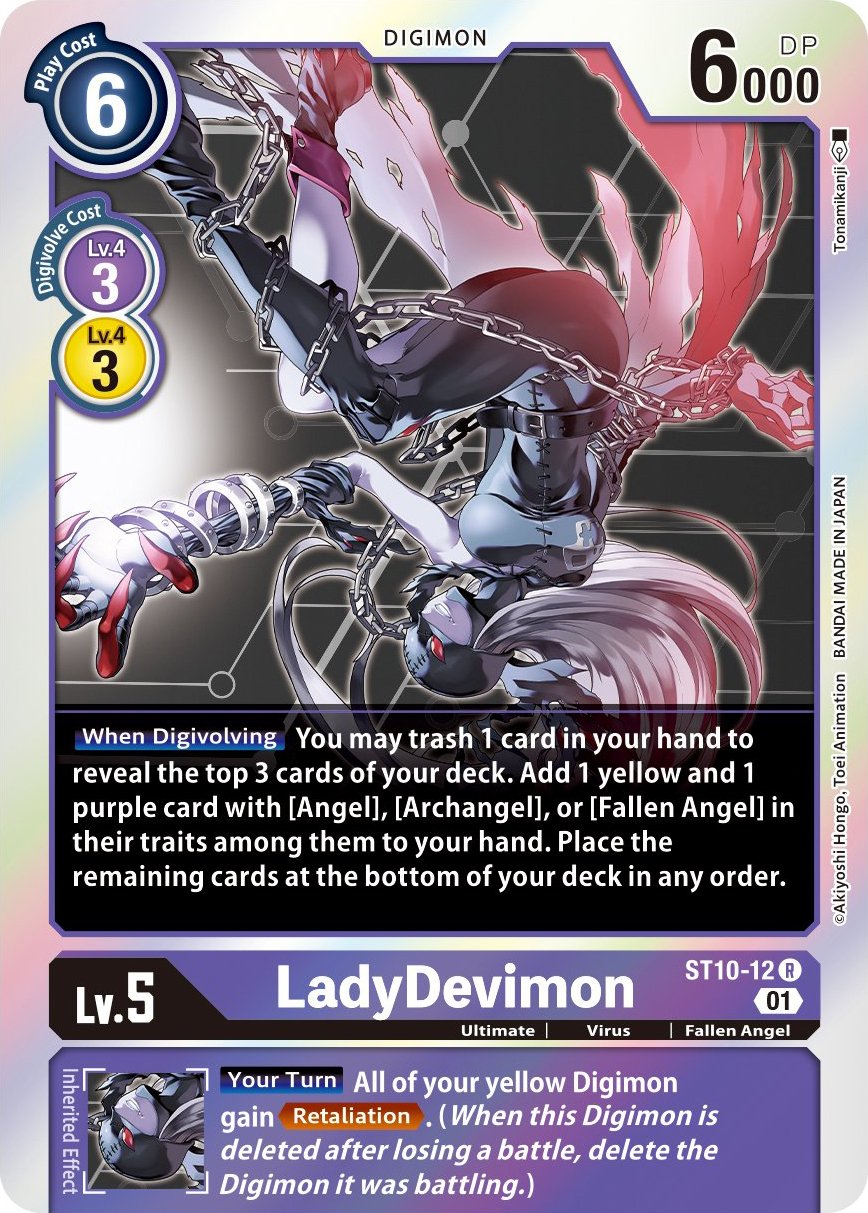 DIGIMON
Play Cost
6
DP
6000
Digivolve Cost
Lv.4
3
Lv.4
3
Tonamikanji
BANDAI MADE IN JAPAN
©Akiyoshi Hongo, Toei Animation
When Digivolving You may trash 1 card in your hand to
reveal the top 3 cards of your deck. Add 1 yellow and 1
purple card with [Angel], [Archangel], or [Fallen Angel] in
their traits among them to your hand. Place the
remaining cards at the bottom of your deck in any order.
Lv.5
LadyDevimon
ST10-12 R
01
Ultimate | Virus | Fallen Angel
Inherited Effect
Your Turn All of your yellow Digimon
gain Retaliation. (When this Digimon is
deleted after losing a battle, delete the
Digimon it was battling.)